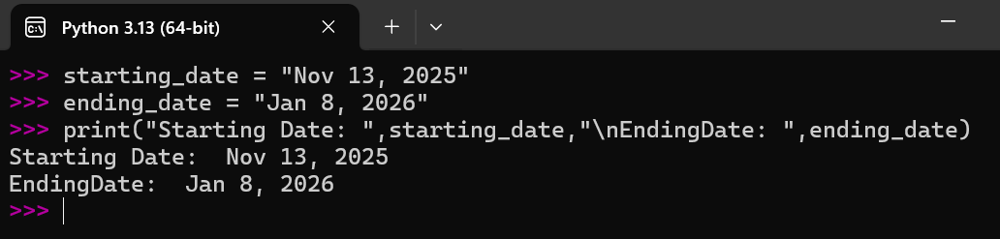 Python 3.13 (64-bit)
>>> starting_date = "Nov 13, 2025"
>>> ending_date = "Jan 8, 2026"
>>> print("Starting Date: ",starting_date,"\nEndingDate: ",ending_date)
Starting Date:  Nov 13, 2025
EndingDate:  Jan 8, 2026
>>>